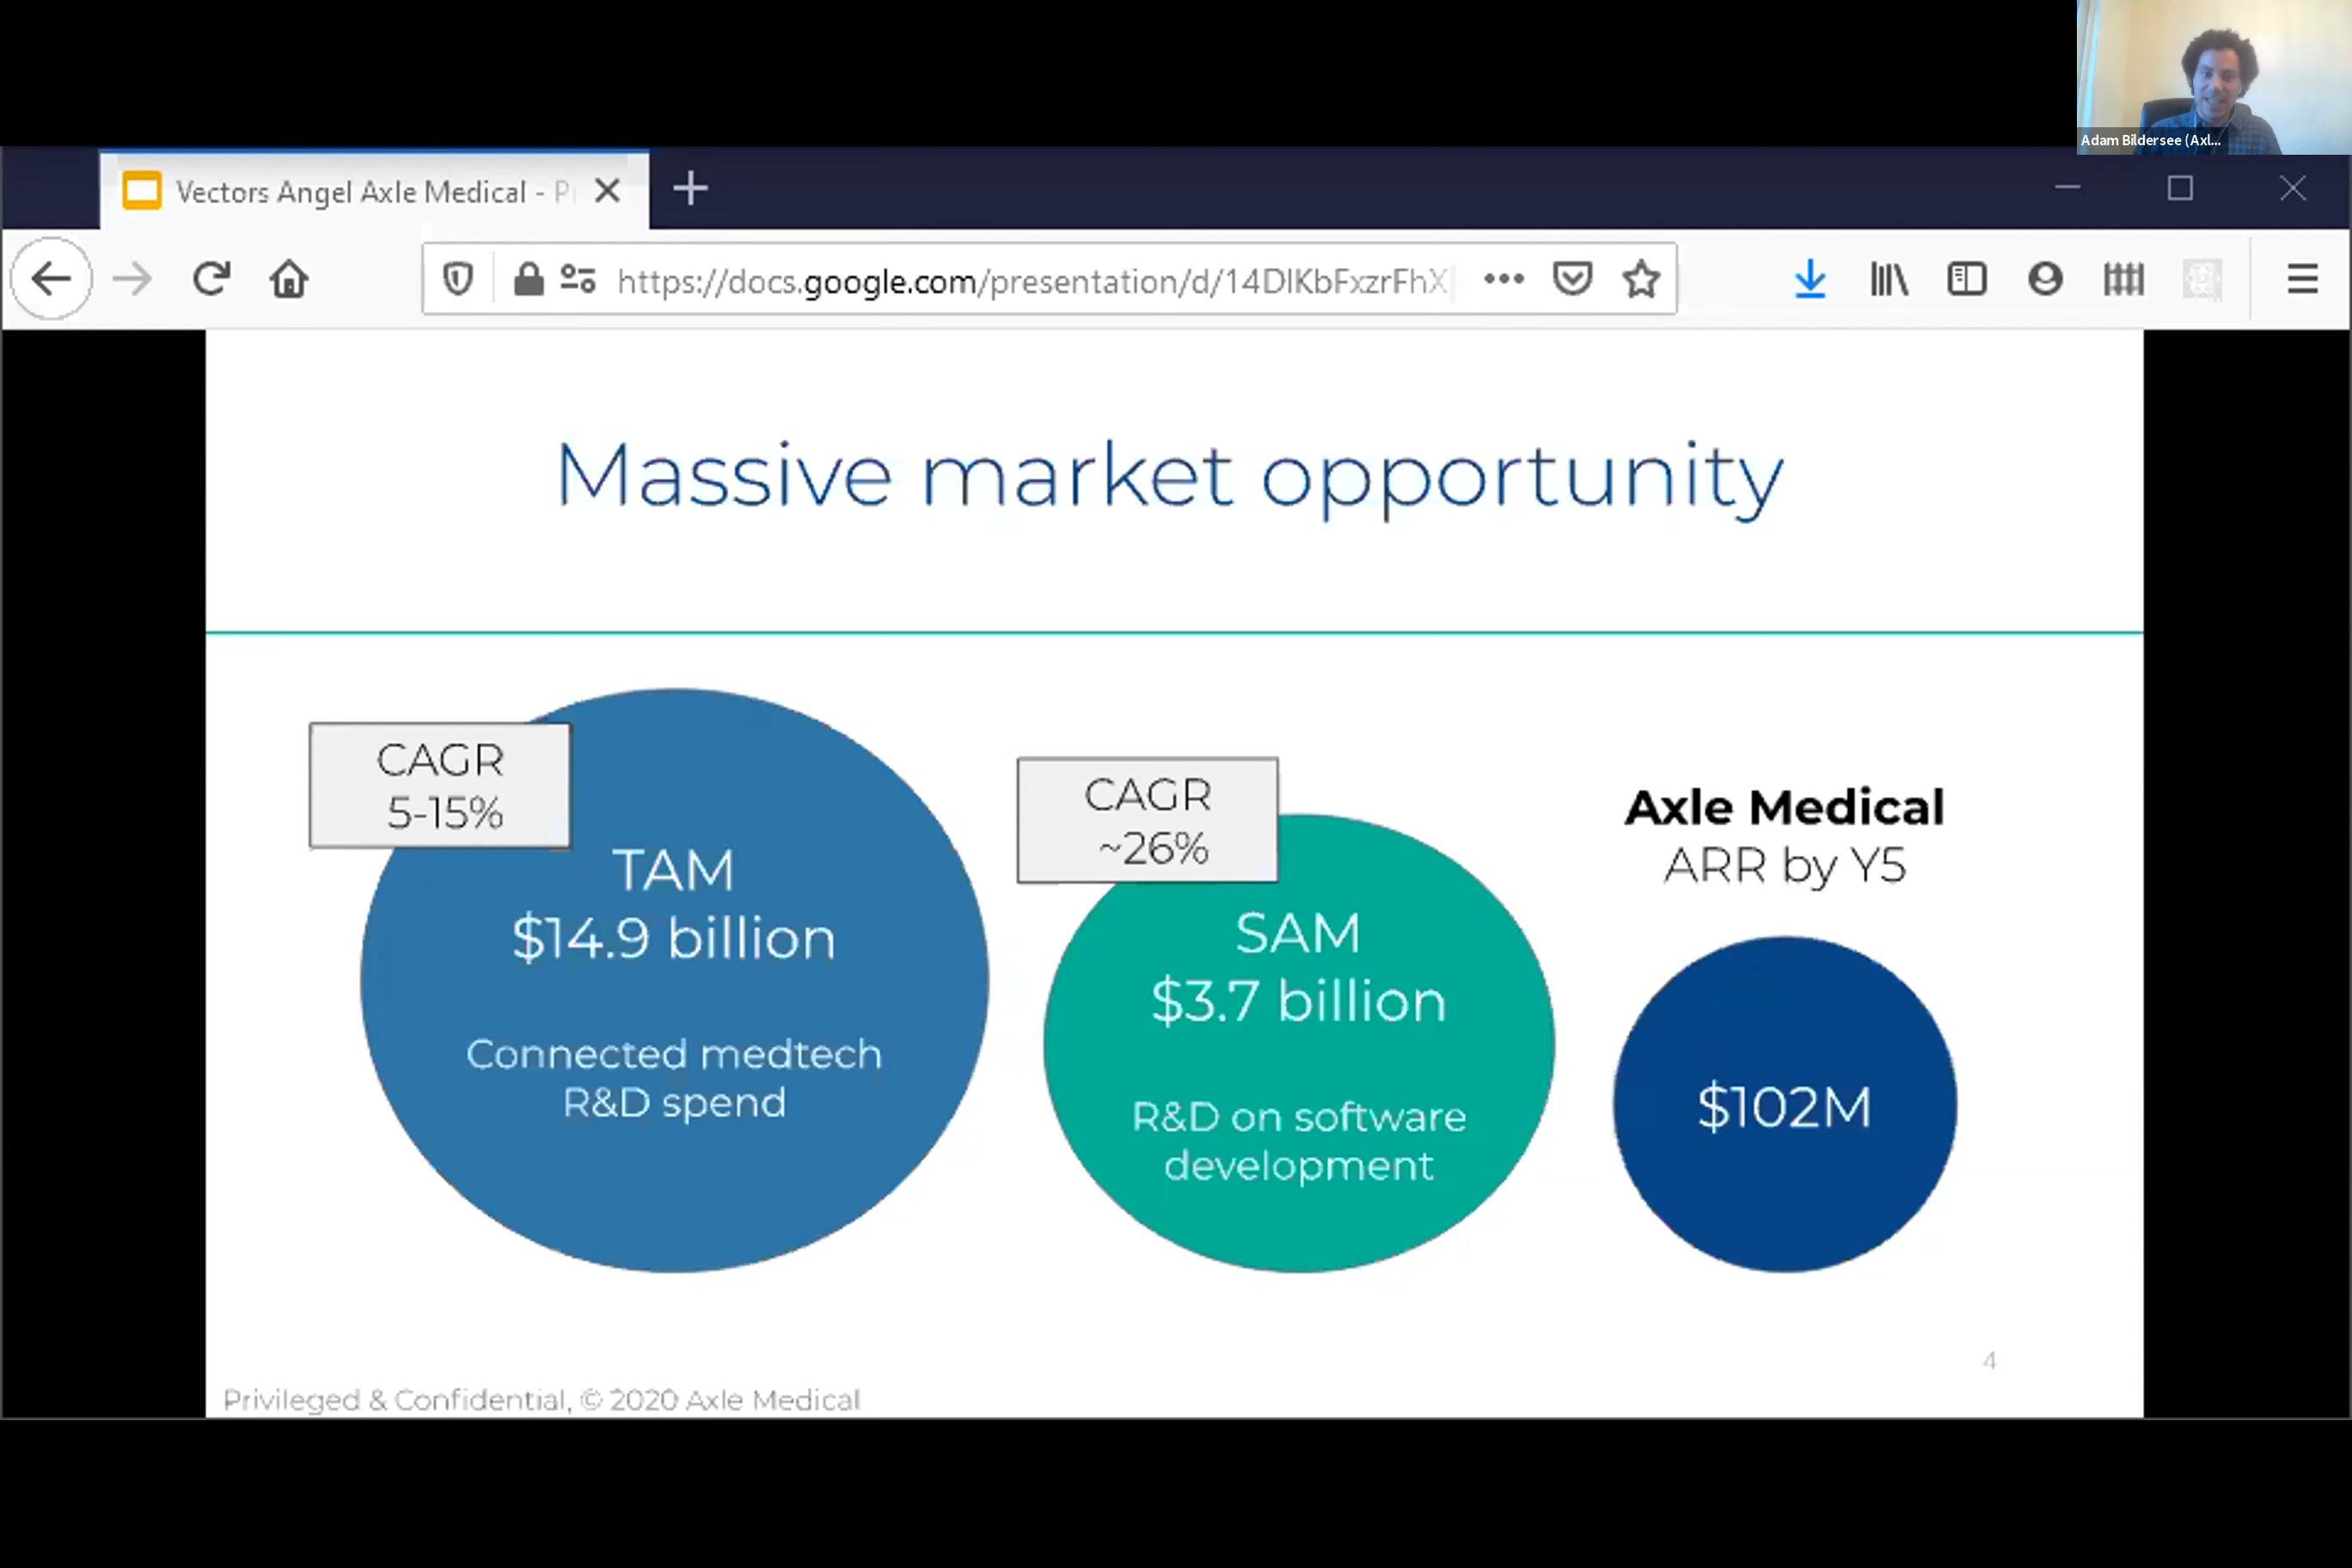 Adam Bildersee (Axl...
Vectors Angel Axle Medical - P
https://docs.google.com/presentation/d/14DlKbFxzrFhX
Massive market opportunity
CAGR
5-15%
TAM
$14.9 billion
Connected medtech
R&D spend
CAGR
~26%
SAM
$3.7 billion
R&D on software
development
Axle Medical
ARR by Y5
$102M
4
Privileged & Confidential, © 2020 Axle Medical